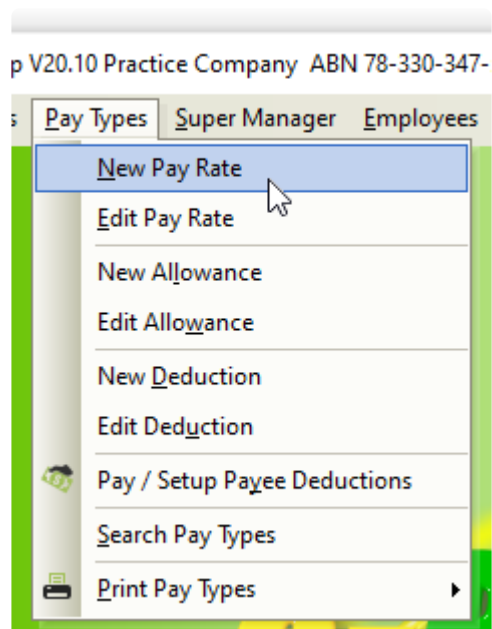 p V20.10 Practice Company ABN 78-330-347-
s Pay Types Super Manager Employees
New Pay Rate
Edit Pay Rate
New Allowance
Edit Allowance
New Deduction
Edit Deduction
Pay / Setup Payee Deductions
Search Pay Types
Print Pay Types